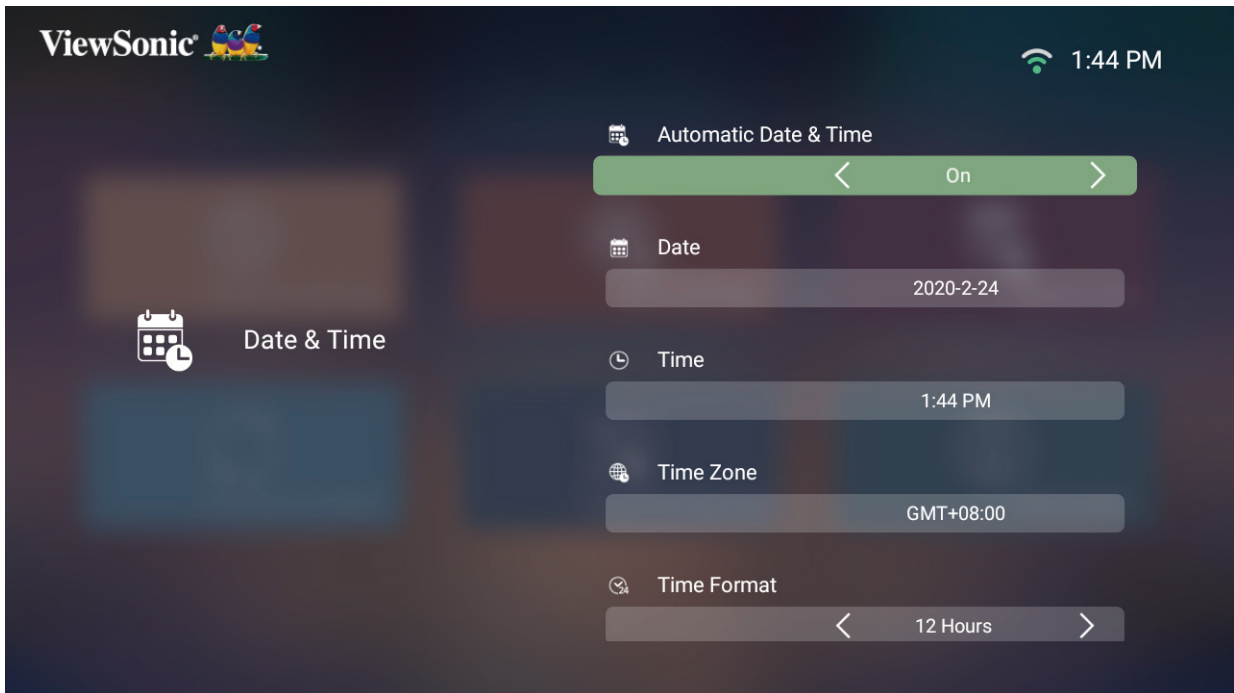 ViewSonic®
1:44 PM
Automatic Date & Time
On
Date
2020-2-24
Date & Time
Time
1:44 PM
Time Zone
GMT+08:00
24
Time Format
12 Hours